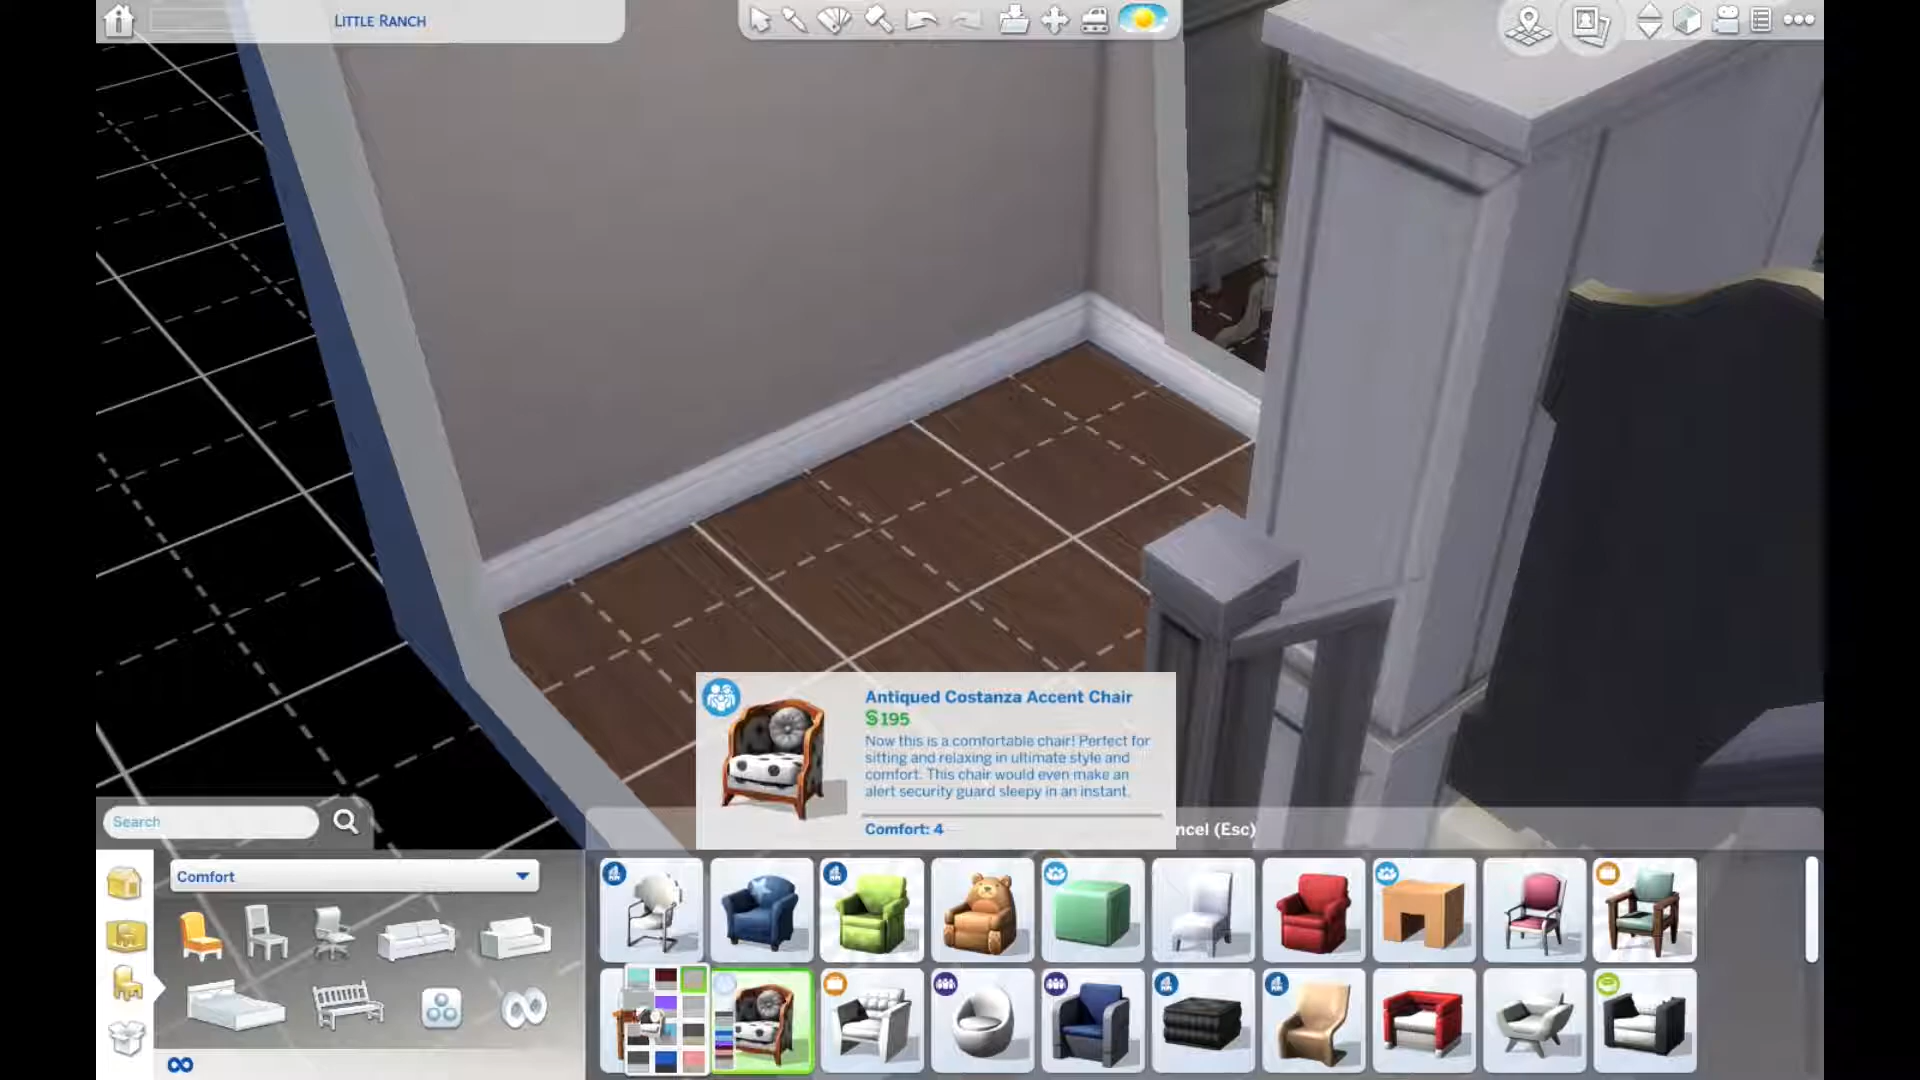 LITTLE RANCH
Antiqued Costanza Accent Chair
§195
Now this is a comfortable chair! Perfect for
sitting and relaxing in ultimate style and
comfort. This chair would even make an
alert security guard sleepy in an instant.
Comfort: 4
ncel (Esc)
Search
Comfort